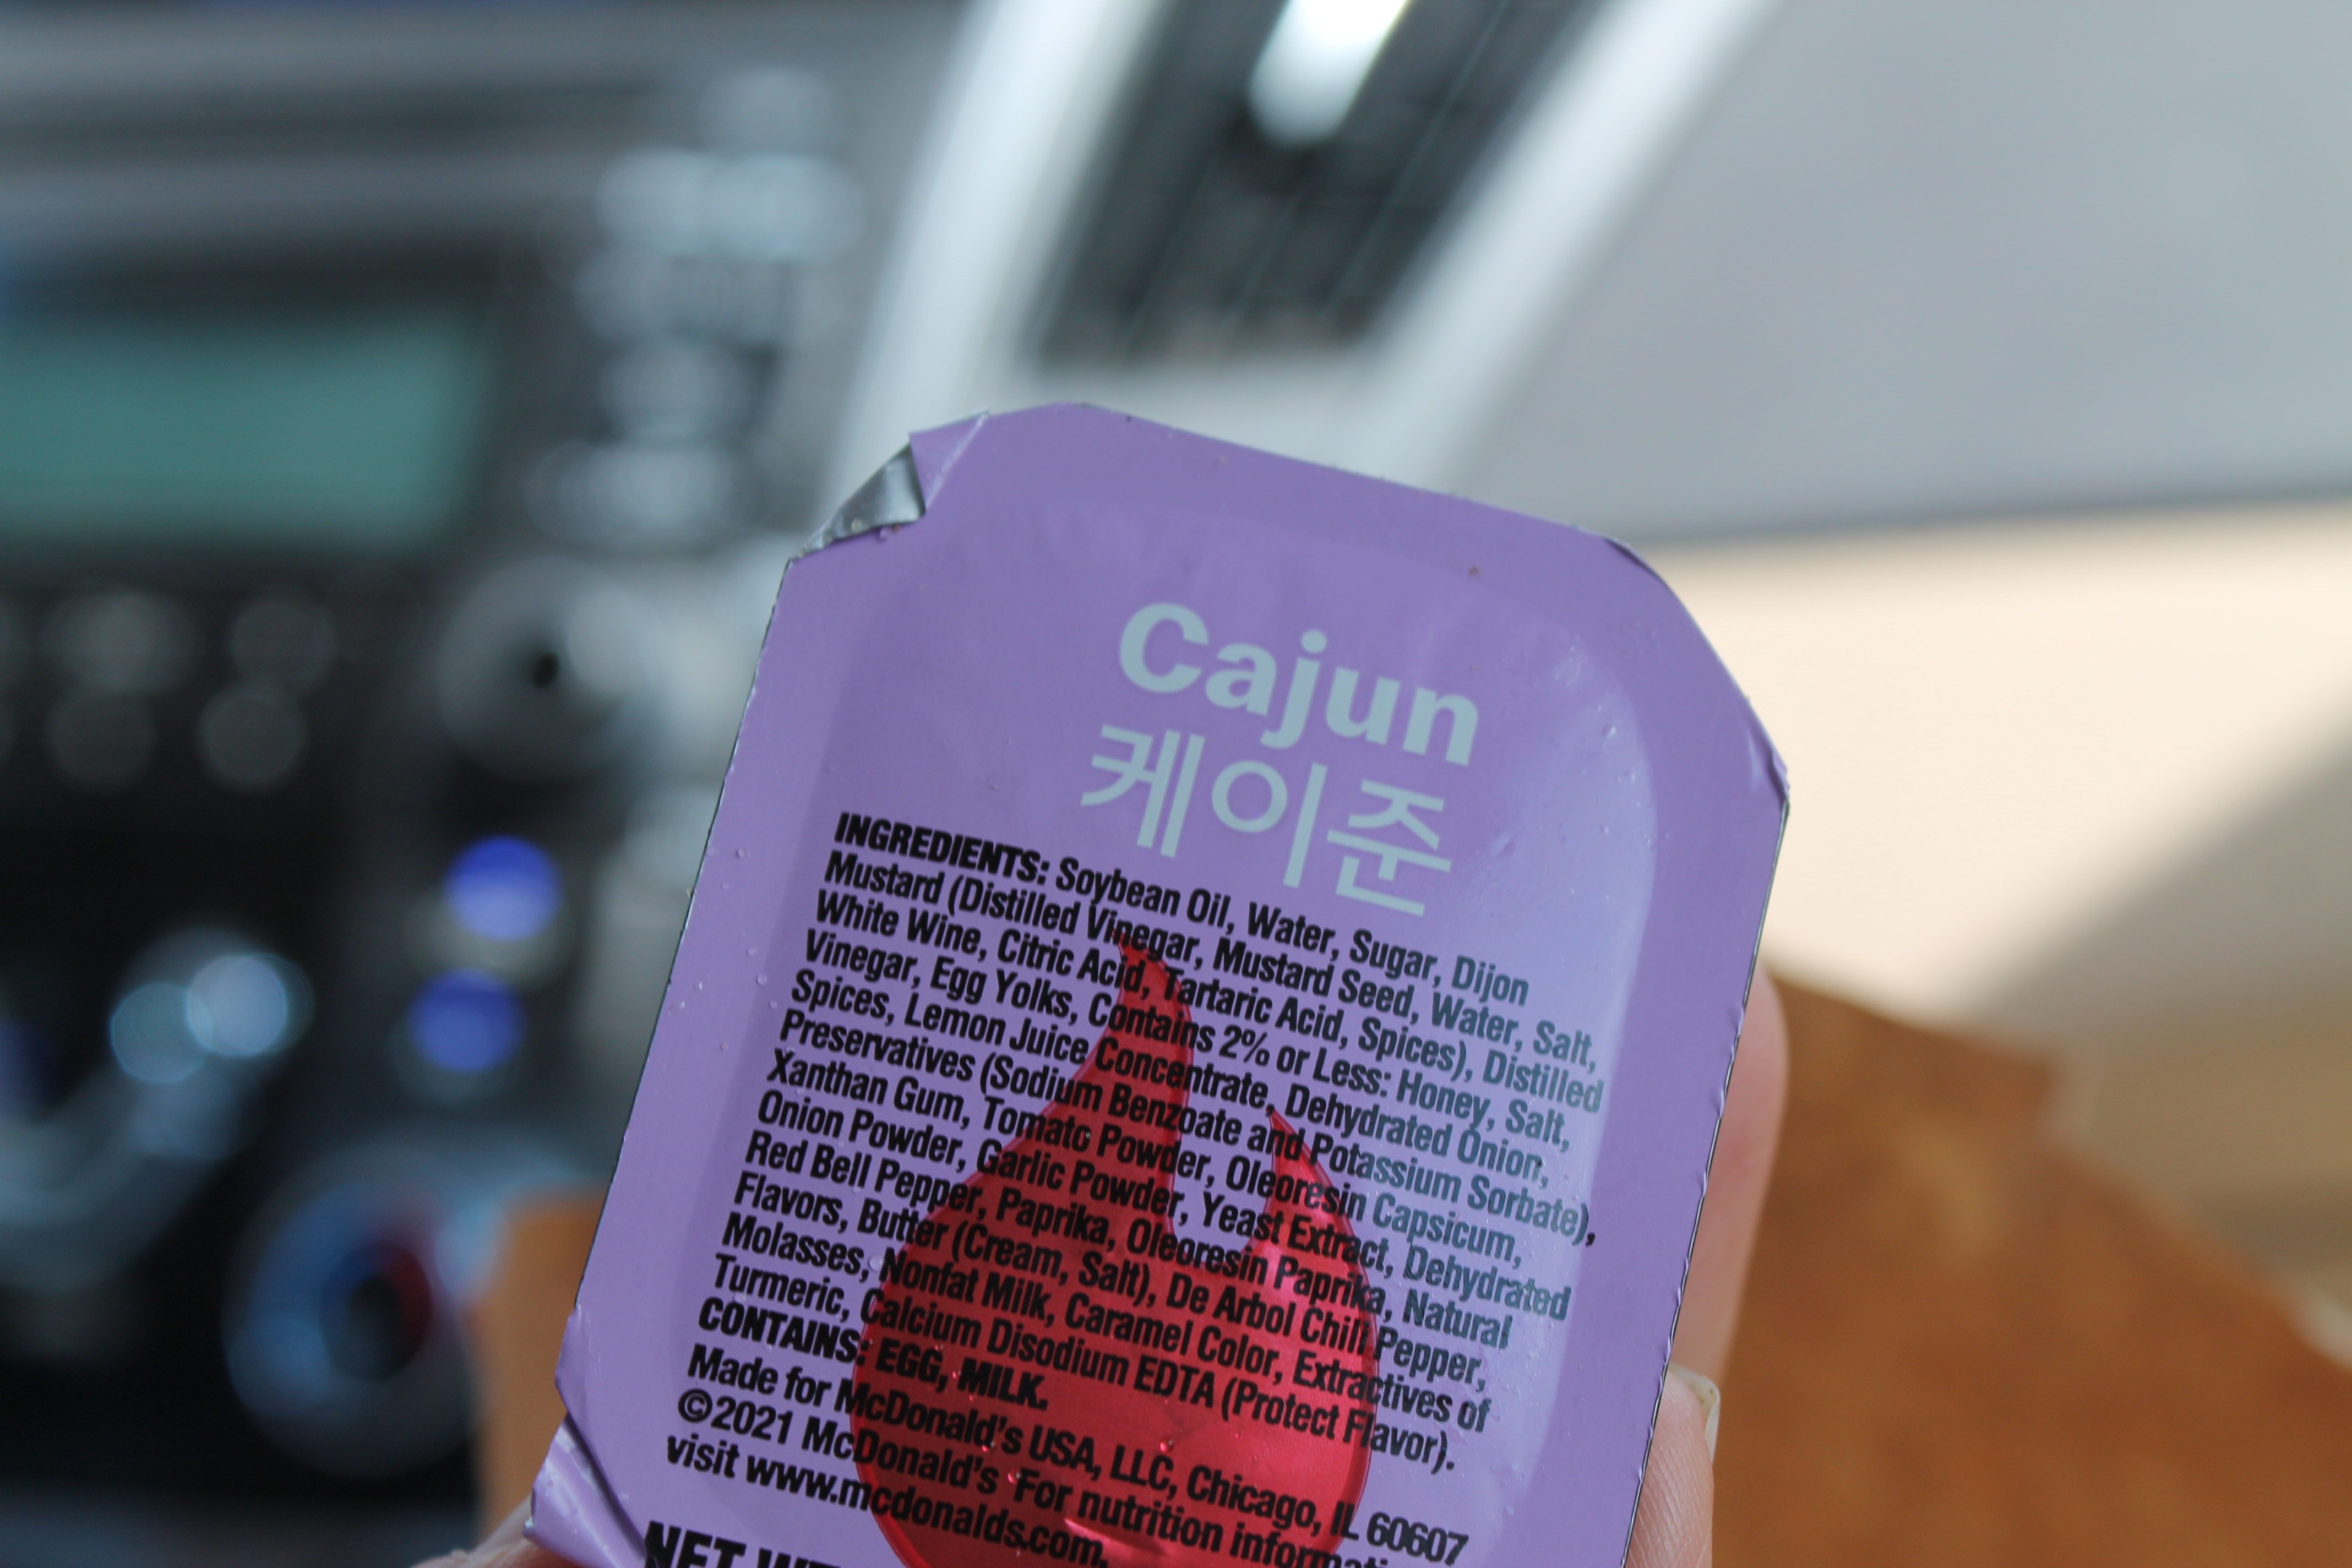 Cajun
케이준
INGREDIENTS: Soybean Oil, Water, Sugar, Dijon
Mustard (Distilled Vinegar, Mustard Seed, Water, Salt,
White Wine, Citric Acid, Tartaric Acid, Spices), Distilled
Vinegar, Egg Yolks, Contains 2% or Less: Honey, Salt,
Spices, Lemon Juice Concentrate, Dehydrated Onion,
Preservatives (Sodium Benzoate and Potassium Sorbate),
Xanthan Gum, Tomato Powder, Oleoresin Capsicum,
Onion Powder, Garlic Powder, Yeast Extract, Dehydrated
Red Bell Pepper, Paprika, Oleoresin Paprika, Natural
Flavors, Butter (Cream, Salt), De Arbol Chili Pepper,
Molasses, Nonfat Milk, Caramel Color, Extractives of
Turmeric, Calcium Disodium EDTA (Protect Flavor).
CONTAINS: EGG, MILK.
Made for McDonald's USA, LLC, Chicago, IL 60607
©2021 McDonald's For nutrition informati
visit www.mcdonalds.com.
NET WT